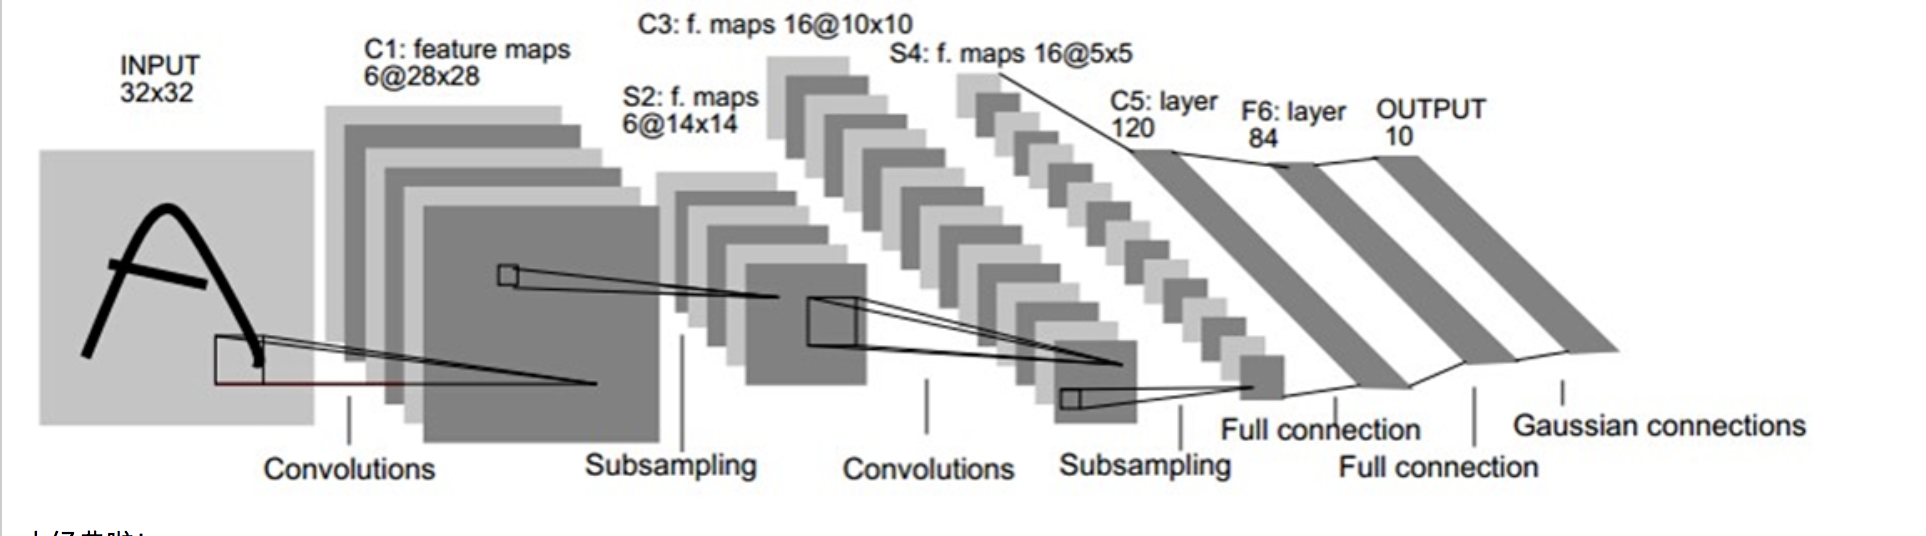 INPUT
32x32
C1: feature maps
6@28x28
S2: f. maps
6@14x14
C3: f. maps 16@10x10
S4: f. maps 16@5x5
C5: layer
120
F6: layer
84
OUTPUT
10
Convolutions
Subsampling
Convolutions
Subsampling
Full connection
Full connection
Gaussian connections